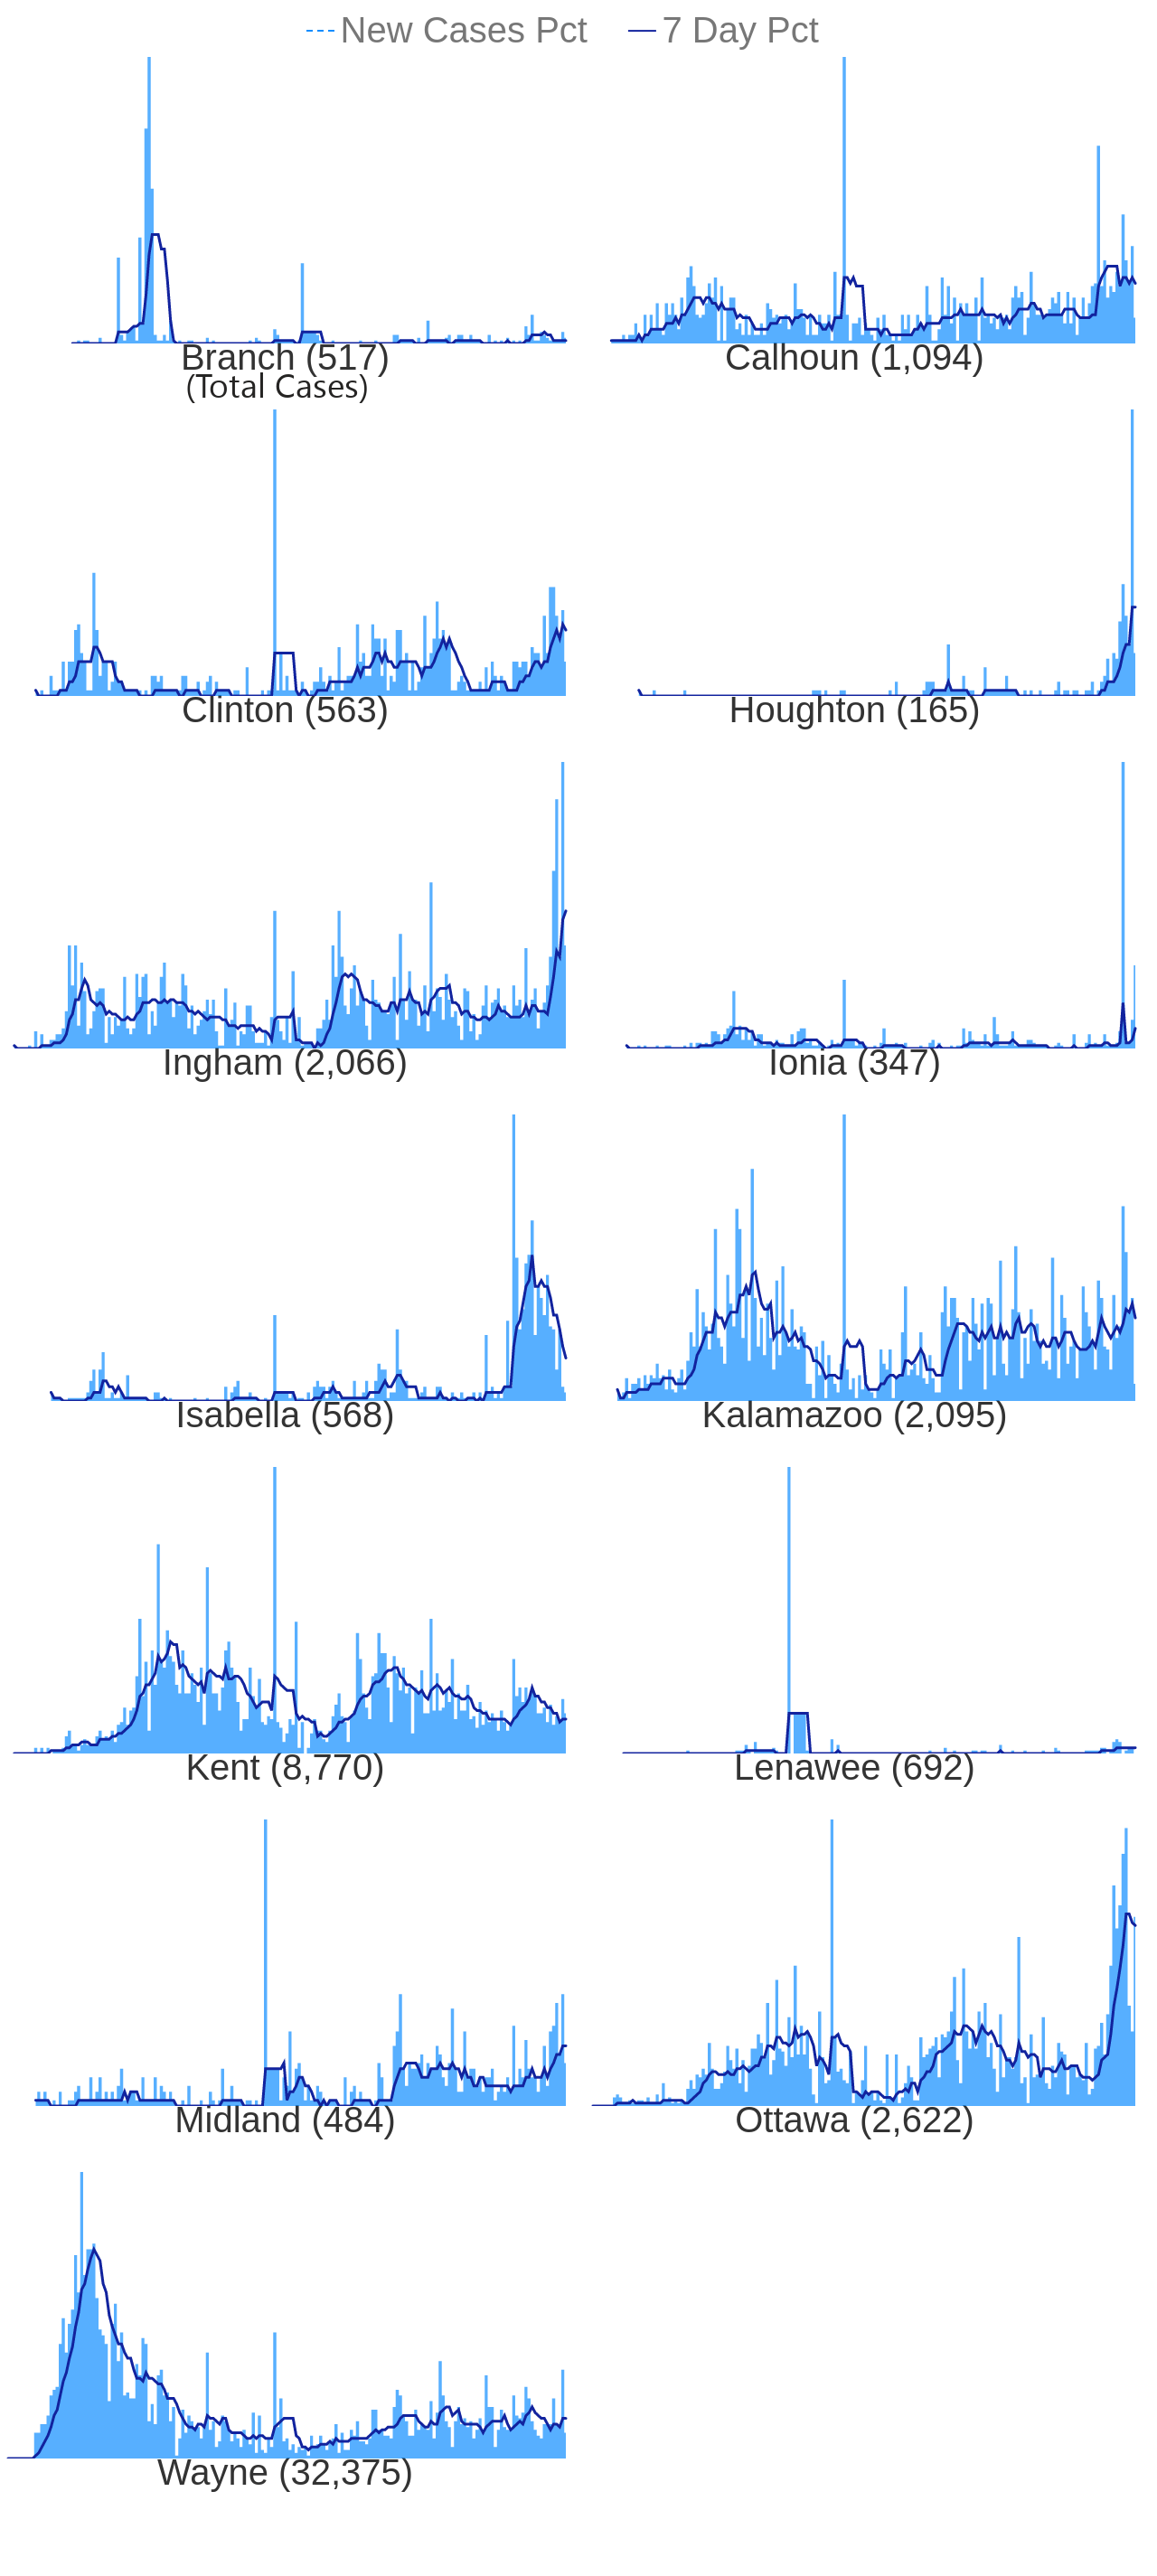 New Cases Pct 7 Day Pct
Branch (517) Calhoun (1,094)
(Total Cases)
Clinton (563) Houghton (165)
Ingham (2,066) Ionia (347)
Isabella (568) Kalamazoo (2,095)
Kent (8,770) Lenawee (692)
Midland (484) Ottawa (2,622)
Wayne (32,375)